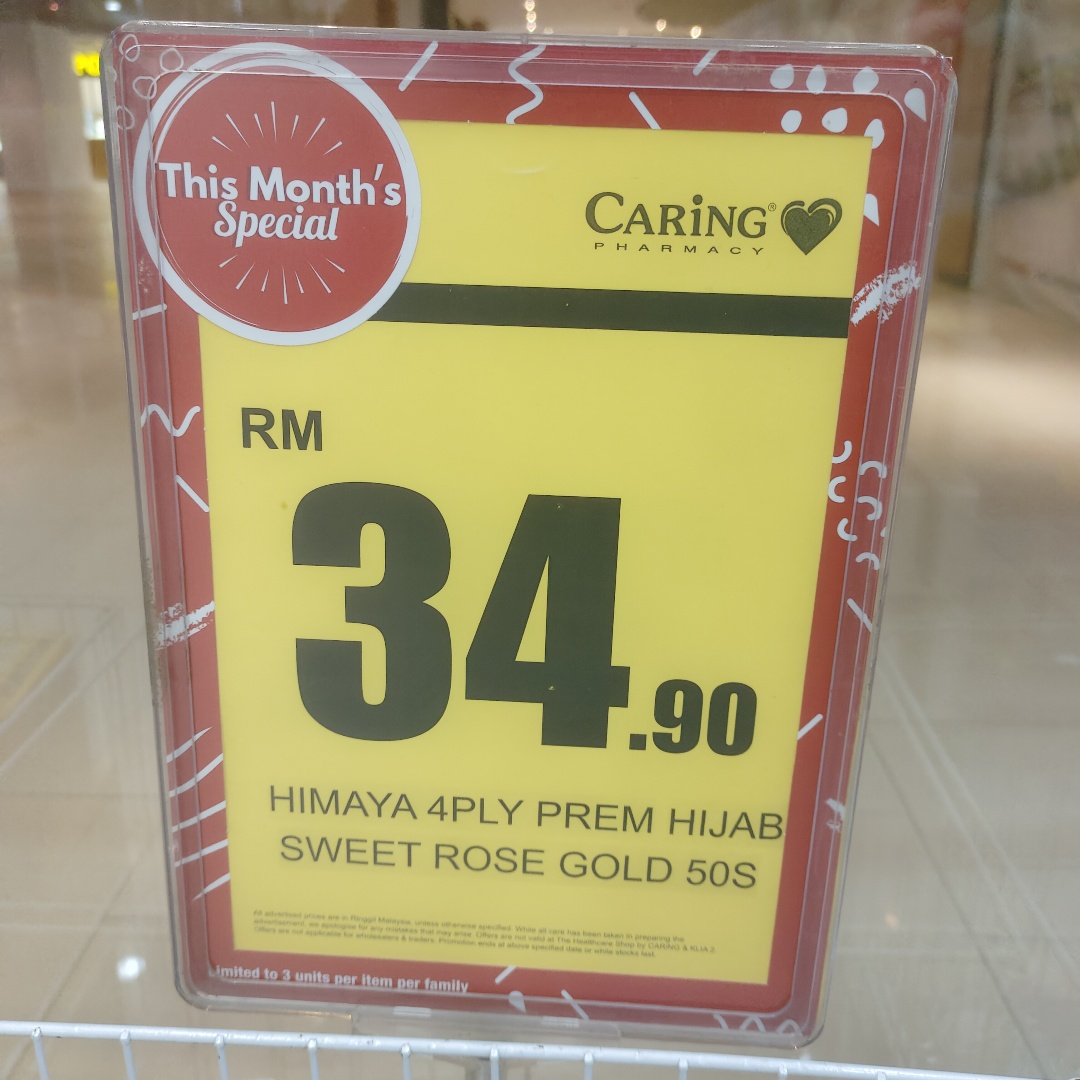 This Month's
Special
CARiNG®
PHARMACY
RM
34.90
HIMAYA 4PLY PREM HIJAB
SWEET ROSE GOLD 50S
All advertised prices are in Ringgit Malaysia, unless otherwise specified. While all care has been taken in preparing the
advertisement, we apologise for any mistakes that may arise. Offers are not valid at The Healthcare Shop by CARiNG & KLIA 2.
Offers are not applicable for wholesalers & traders. Promotion ends at above specified date or while stocks last.
imited to 3 units per item per family